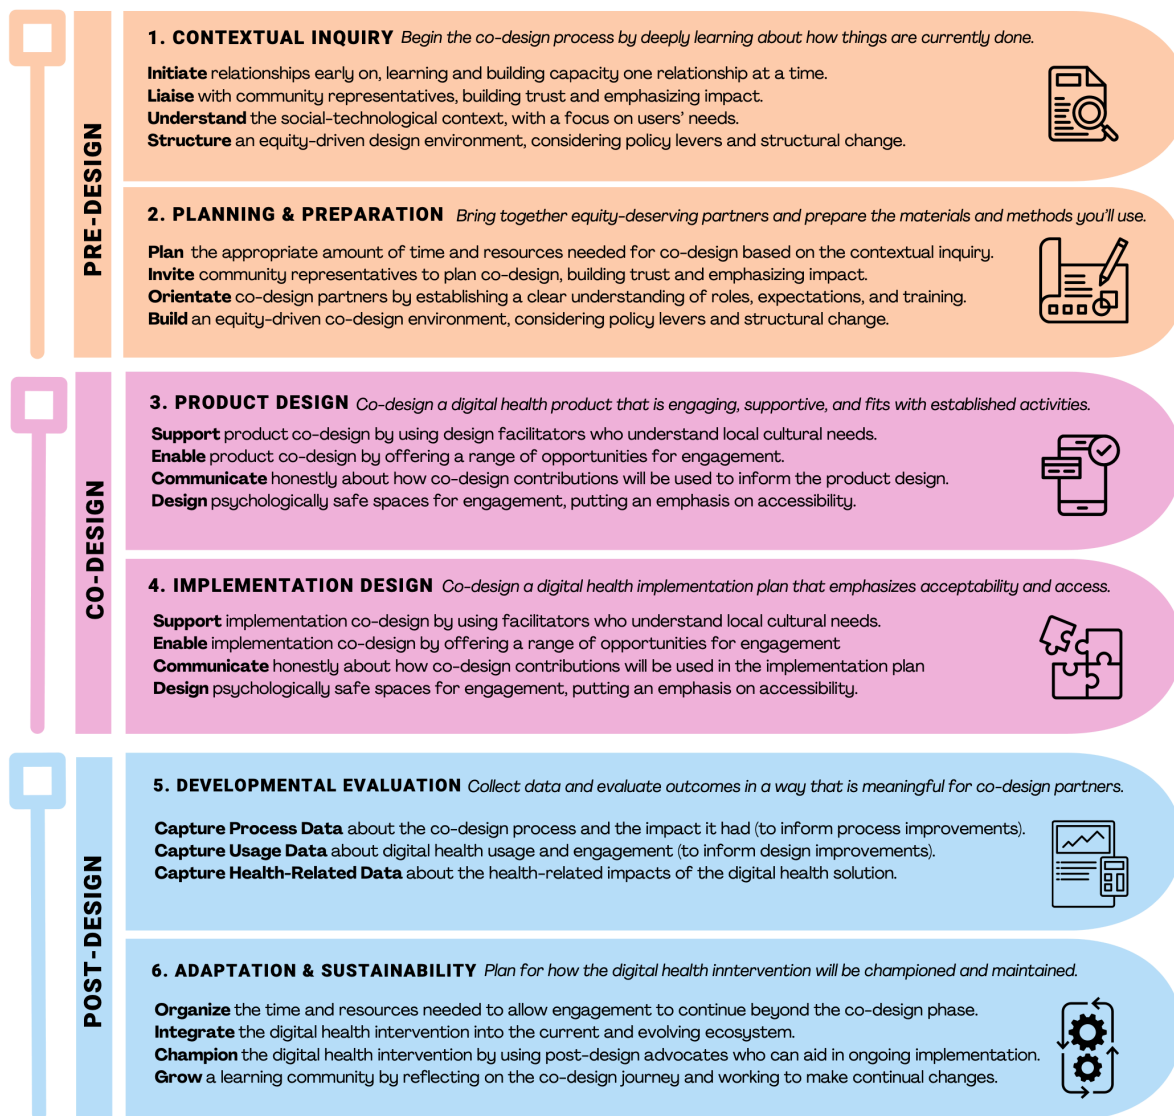 PRE-DESIGN
1. CONTEXTUAL INQUIRY Begin the co-design process by deeply learning about how things are currently done.
Initiate relationships early on, learning and building capacity one relationship at a time.
Liaise with community representatives, building trust and emphasizing impact.
Understand the social-technological context, with a focus on users' needs.
Structure an equity-driven design environment, considering policy levers and structural change.
2. PLANNING & PREPARATION Bring together equity-deserving partners and prepare the materials and methods you'll use.
Plan the appropriate amount of time and resources needed for co-design based on the contextual inquiry.
Invite community representatives to plan co-design, building trust and emphasizing impact.
Orientate co-design partners by establishing a clear understanding of roles, expectations, and training.
Build an equity-driven co-design environment, considering policy levers and structural change.
CO-DESIGN
3. PRODUCT DESIGN Co-design a digital health product that is engaging, supportive, and fits with established activities.
Support product co-design by using design facilitators who understand local cultural needs.
Enable product co-design by offering a range of opportunities for engagement.
Communicate honestly about how co-design contributions will be used to inform the product design.
Design psychologically safe spaces for engagement, putting an emphasis on accessibility.
4. IMPLEMENTATION DESIGN Co-design a digital health implementation plan that emphasizes acceptability and access.
Support implementation co-design by using facilitators who understand local cultural needs.
Enable implementation co-design by offering a range of opportunities for engagement
Communicate honestly about how co-design contributions will be used in the implementation plan
Design psychologically safe spaces for engagement, putting an emphasis on accessibility.
POST-DESIGN
5. DEVELOPMENTAL EVALUATION Collect data and evaluate outcomes in a way that is meaningful for co-design partners.
Capture Process Data about the co-design process and the impact it had (to inform process improvements).
Capture Usage Data about digital health usage and engagement (to inform design improvements).
Capture Health-Related Data about the health-related impacts of the digital health solution.
6. ADAPTATION & SUSTAINABILITY Plan for how the digital health inntervention will be championed and maintained.
Organize the time and resources needed to allow engagement to continue beyond the co-design phase.
Integrate the digital health intervention into the current and evolving ecosystem.
Champion the digital health intervention by using post-design advocates who can aid in ongoing implementation.
Grow a learning community by reflecting on the co-design journey and working to make continual changes.